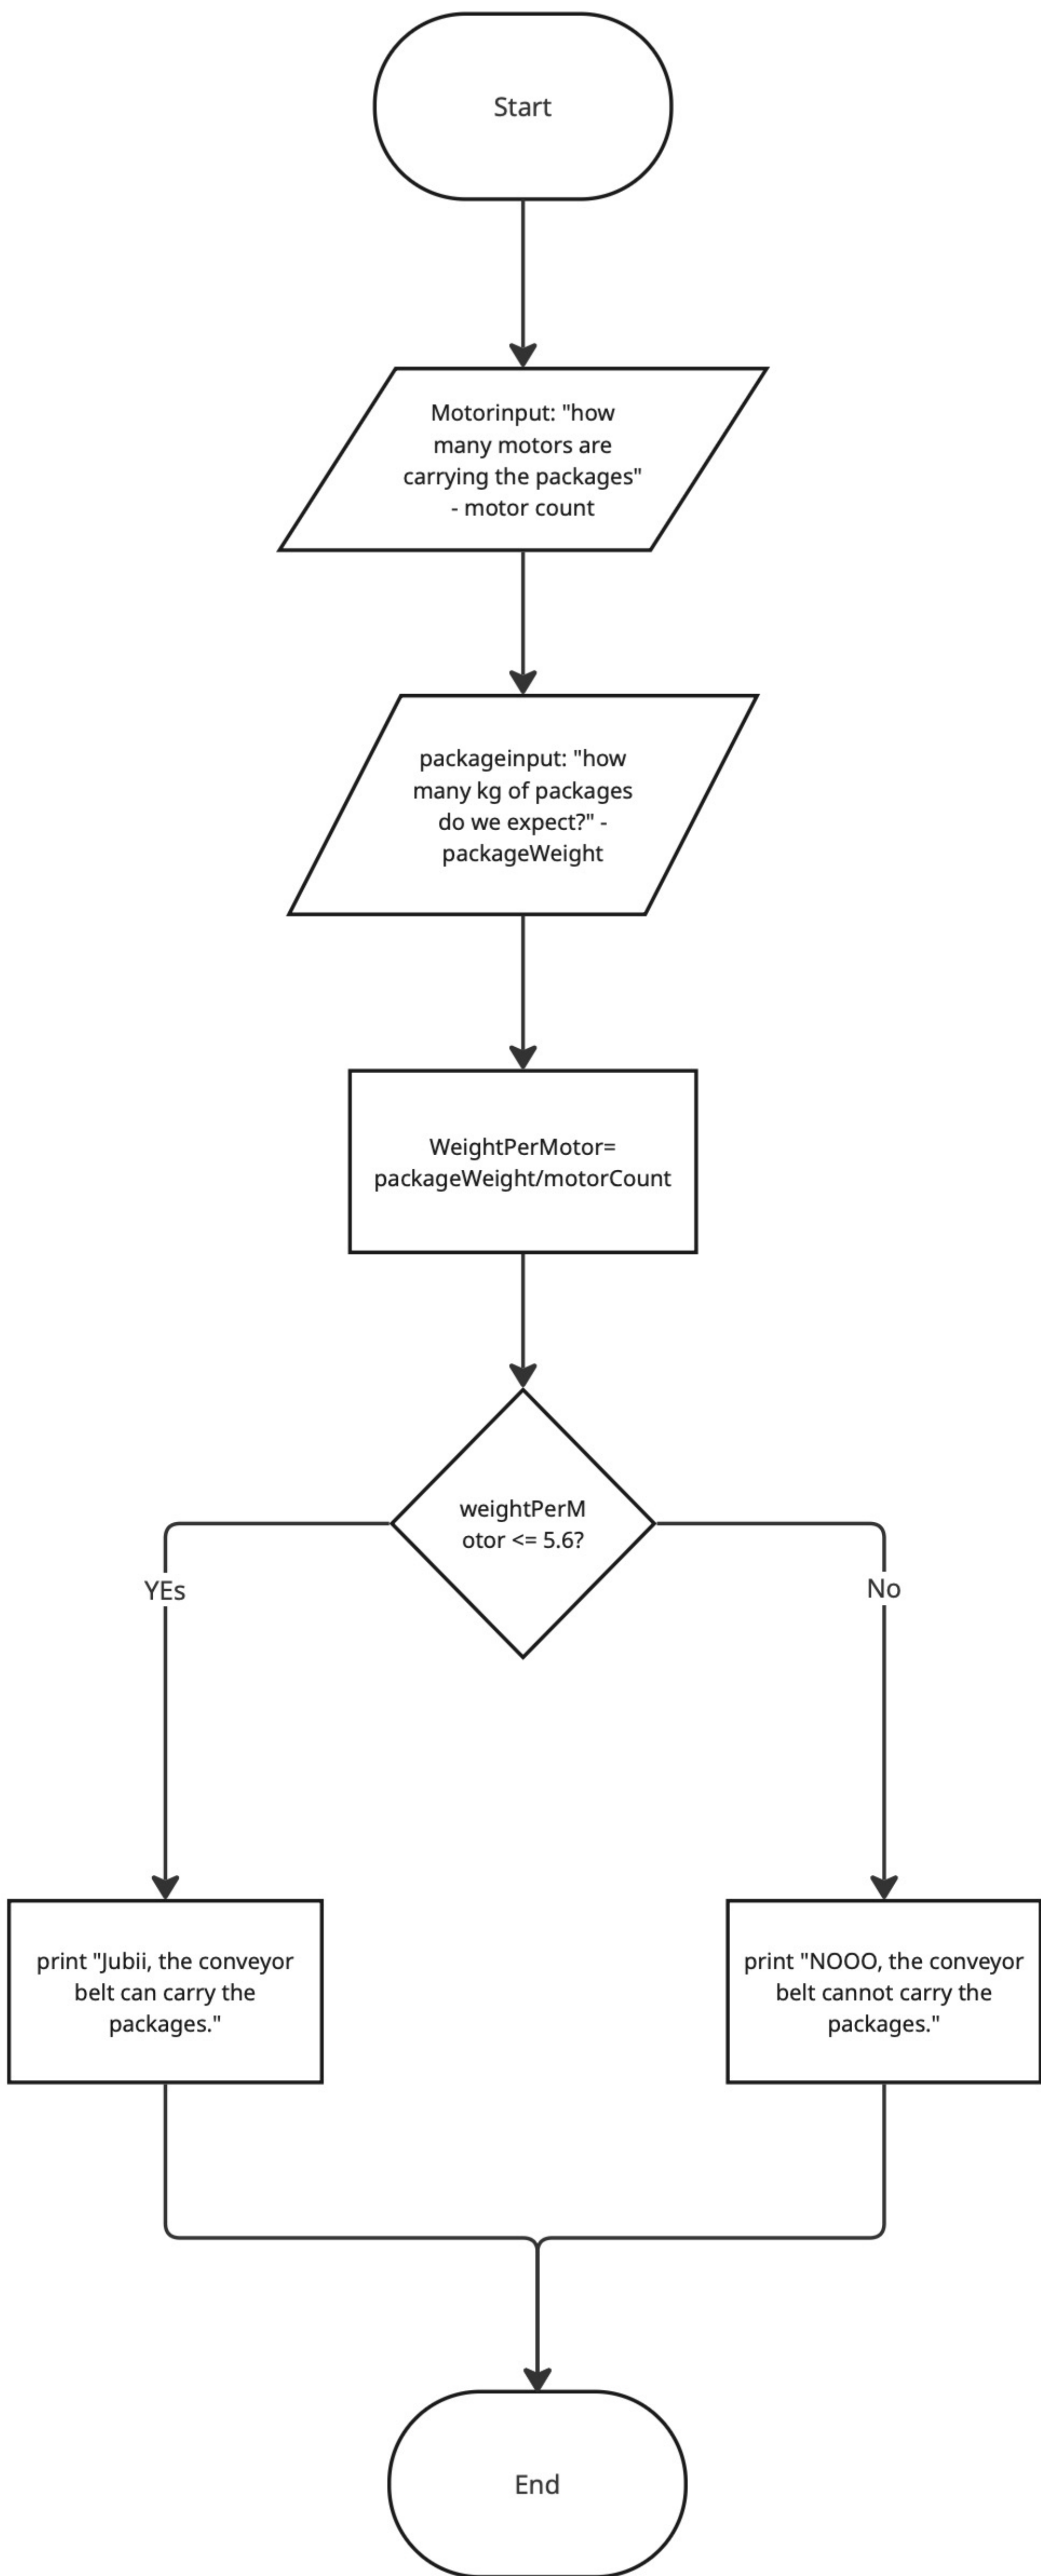 Start
Motorinput: "how
many motors are
carrying the packages"
- motor count
packageinput: "how
many kg of packages
do we expect?" -
packageWeight
WeightPerMotor=
packageWeight/motorCount
weightPerM
otor <= 5.6?
YEs
No
print "Jubii, the conveyor
belt can carry the
packages."
print "NOOO, the conveyor
belt cannot carry the
packages."
End